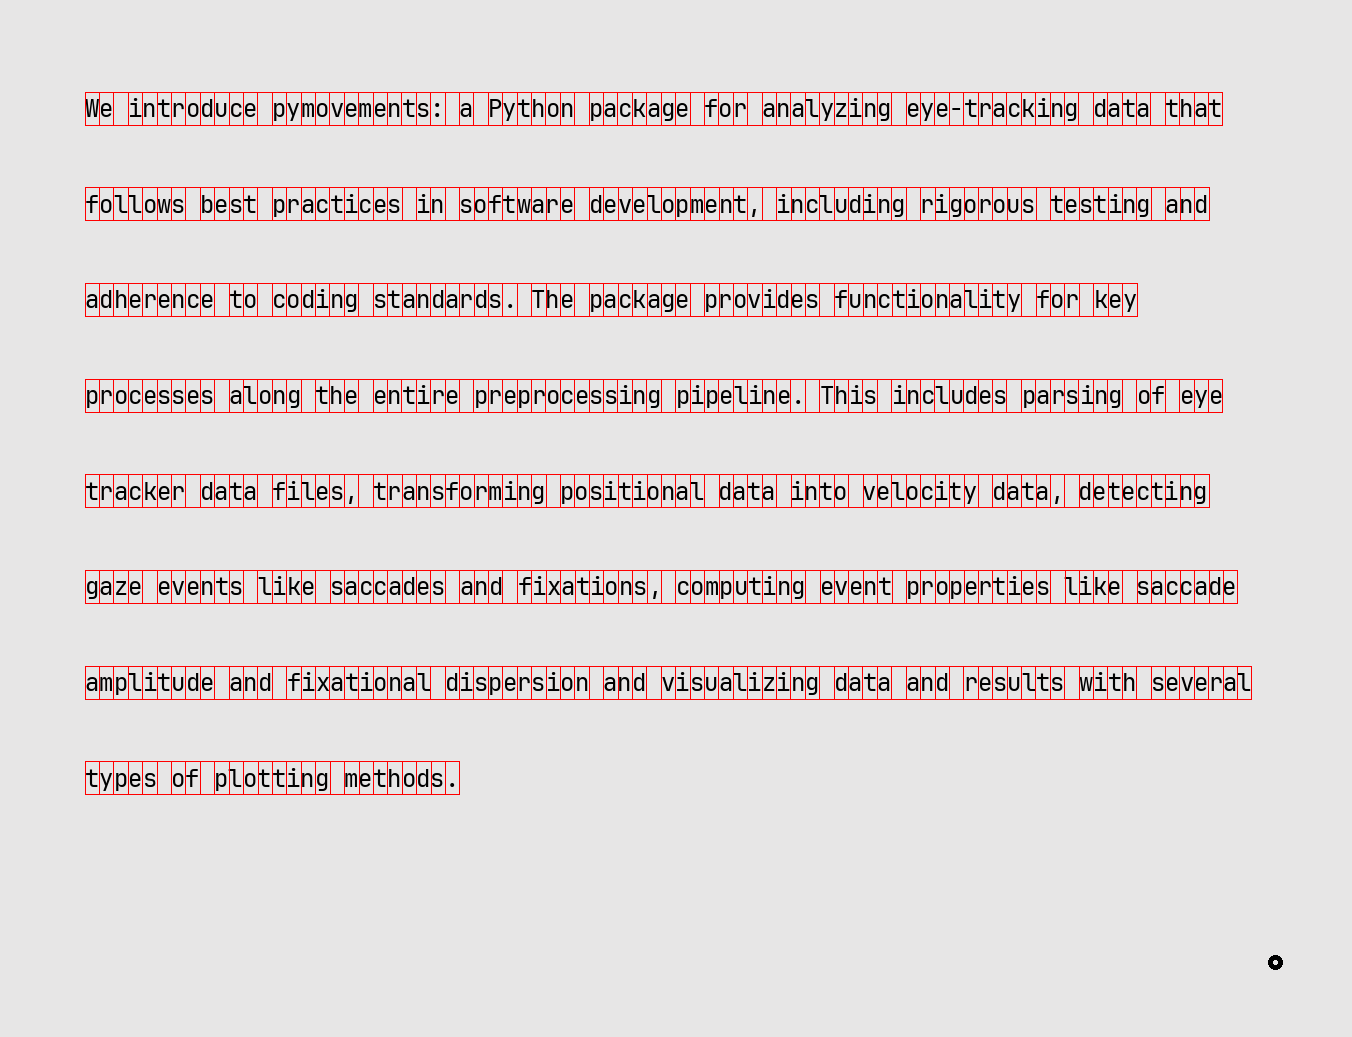 We introduce pymovements: a Python package for analyzing eye-tracking data that
follows best practices in software development, including rigorous testing and
adherence to coding standards. The package provides functionality for key
processes along the entire preprocessing pipeline. This includes parsing of eye
tracker data files, transforming positional data into velocity data, detecting
gaze events like saccades and fixations, computing event properties like saccade
amplitude and fixational dispersion and visualizing data and results with several
types of plotting methods.